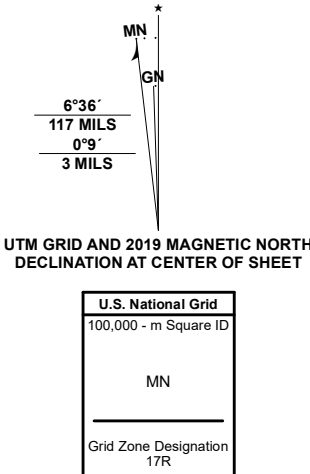 ★
MN
GN
6°36´
117 MILS
0°9´
3 MILS
UTM GRID AND 2019 MAGNETIC NORTH
DECLINATION AT CENTER OF SHEET
U.S. National Grid
100,000 - m Square ID
MN
Grid Zone Designation
17R